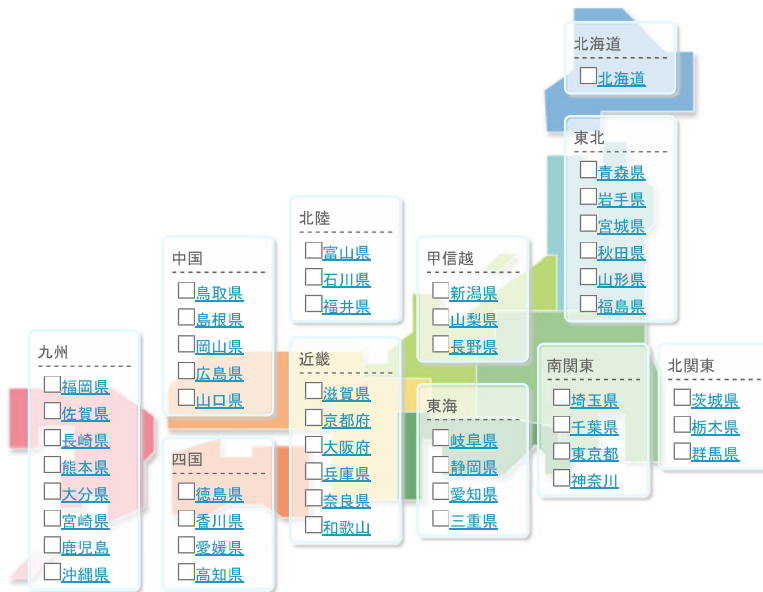 北海道
北海道
東北
青森県
岩手県
宮城県
秋田県
山形県
福島県
北陸
富山県
石川県
福井県
中国
鳥取県
島根県
岡山県
広島県
山口県
甲信越
新潟県
山梨県
長野県
九州
福岡県
佐賀県
長崎県
熊本県
大分県
宮崎県
鹿児島
沖縄県
近畿
滋賀県
京都府
大阪府
兵庫県
奈良県
和歌山
南関東
埼玉県
千葉県
東京都
神奈川
北関東
茨城県
栃木県
群馬県
東海
岐阜県
静岡県
愛知県
三重県
四国
徳島県
香川県
愛媛県
高知県